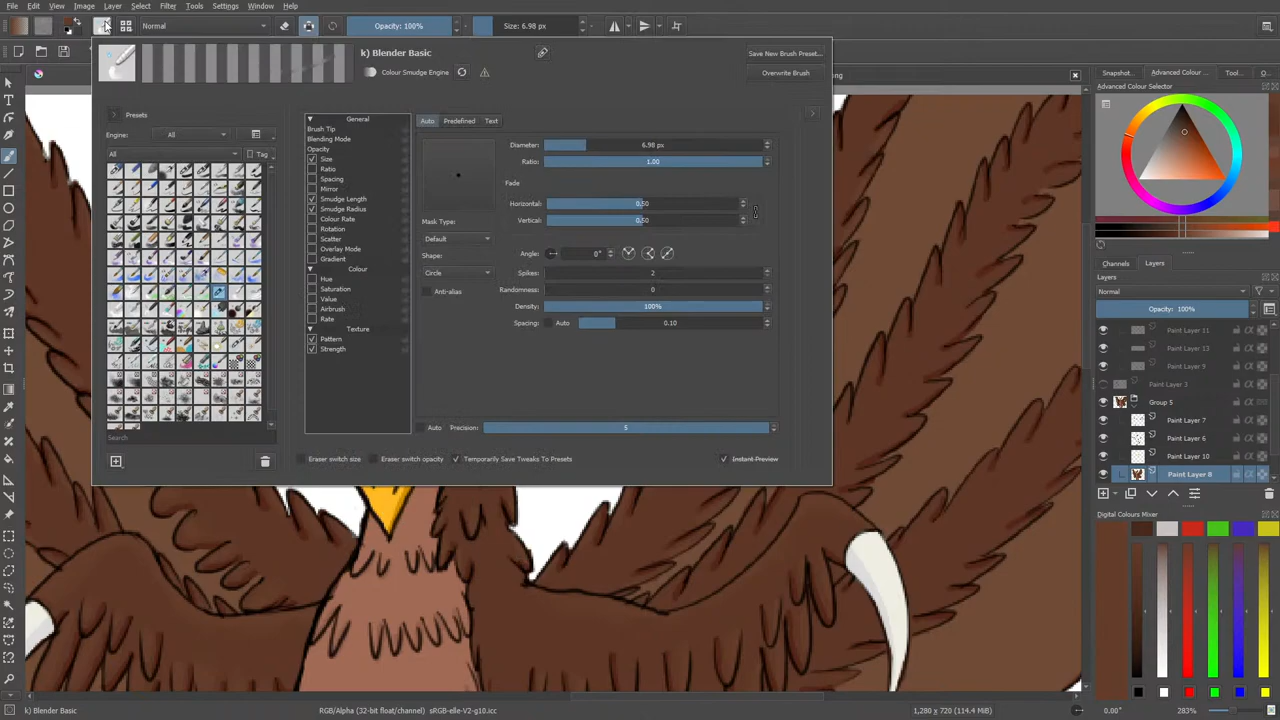 File Edit View Image Layer Select Filter Tools Settings Window Help
Normal Opacity: 100% Size: 6.98 px
k) Blender Basic Save New Brush Preset...
Colour Smudge Engine Overwrite Brush
ong Snapshot... Advanced Colour ... Tool...
Advanced Colour Selector
Presets General Auto Predefined Text
Engine: All
All Tag
Brush Tip
Blending Mode
Opacity
Size
Ratio
Spacing
Mirror
Smudge Length
Smudge Radius
Colour Rate
Rotation
Scatter
Overlay Mode
Gradient
Colour
Hue
Saturation
Value
Airbrush
Rate
Texture
Pattern
Strength
Diameter: 6.98 px
Ratio: 1.00
Fade
Horizontal: 0.50
Vertical: 0.50
Mask Type:
Default
Shape:
Circle
Anti-alias
Angle: 0°
Spikes: 2
Randomness: 0
Density: 100%
Spacing: Auto 0.10
Auto Precision: 5
Search
Eraser switch size Eraser switch opacity Temporarily Save Tweaks To Presets Instant Preview
Channels Layers
Layers
Normal
Opacity: 100%
Paint Layer 11
Paint Layer 13
Paint Layer 9
Paint Layer 3
Group 5
Paint Layer 7
Paint Layer 6
Paint Layer 10
Paint Layer 8
Digital Colours Mixer
k) Blender Basic RGB/Alpha (32-bit float/channel) sRGB-elle-V2-g10.icc 1,280 x 720 (114.4 MiB) 0.00° 283%